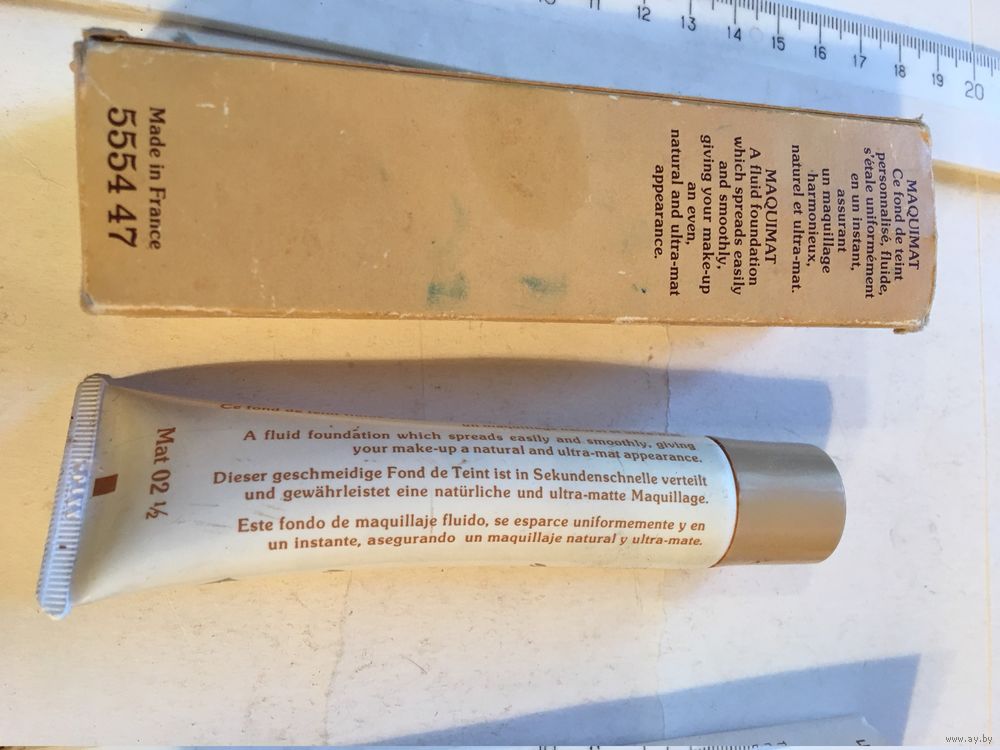 10 11 12 13 14 15 16 17 18 19 20
MAQUIMAT
Ce fond de teint
personnalisé, fluide,
s'étale uniformément
en un instant,
assurant
un maquillage
harmonieux,
naturel et ultra-mat.
MAQUIMAT
A fluid foundation
which spreads easily
and smoothly,
giving your make-up
an even,
natural and ultra-mat
appearance.
Made in France
5554 47
Mat 02 ½
Ce fond de teint
A fluid foundation which spreads easily and smoothly, giving
your make-up a natural and ultra-mat appearance.
Dieser geschmeidige Fond de Teint ist in Sekundenschnelle verteilt
und gewährleistet eine natürliche und ultra-matte Maquillage.
Este fondo de maquillaje fluido, se esparce uniformemente y en
un instante, asegurando un maquillaje natural y ultra-mate.
www.ay.by